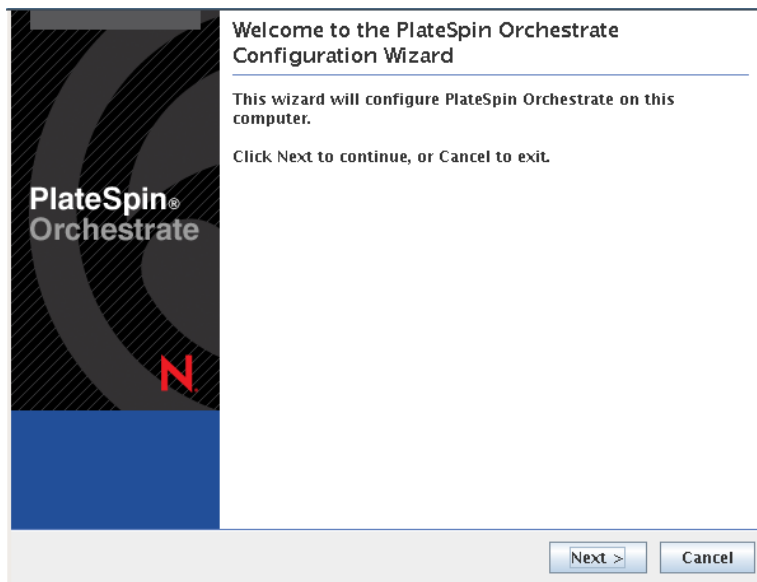 Welcome to the PlateSpin Orchestrate
Configuration Wizard
This wizard will configure PlateSpin Orchestrate on this
computer.
Click Next to continue, or Cancel to exit.
PlateSpin®
Orchestrate
N.
Next >
Cancel